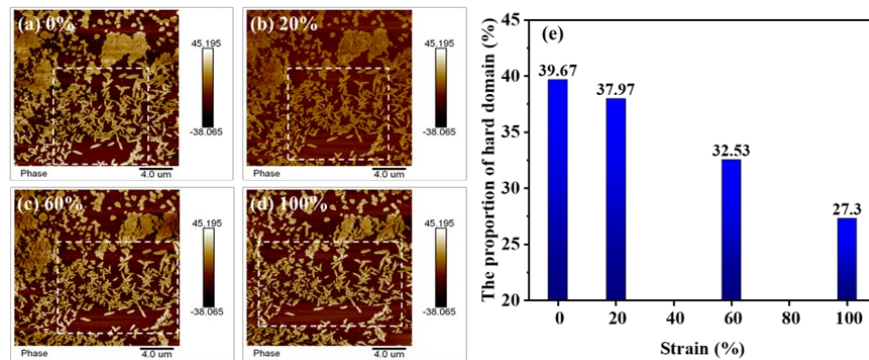 (a) 0%
45.195
-38.065
Phase
4.0 um
(b) 20%
45.195
-38.065
Phase
4.0 um
(c) 60%
45.195
-38.065
Phase
4.0 um
(d) 100%
45.195
-38.065
Phase
4.0 um
(e)
The proportion of hard domain (%)
45
40
35
30
25
20
39.67
37.97
32.53
27.3
0
20
40
60
80
100
Strain (%)